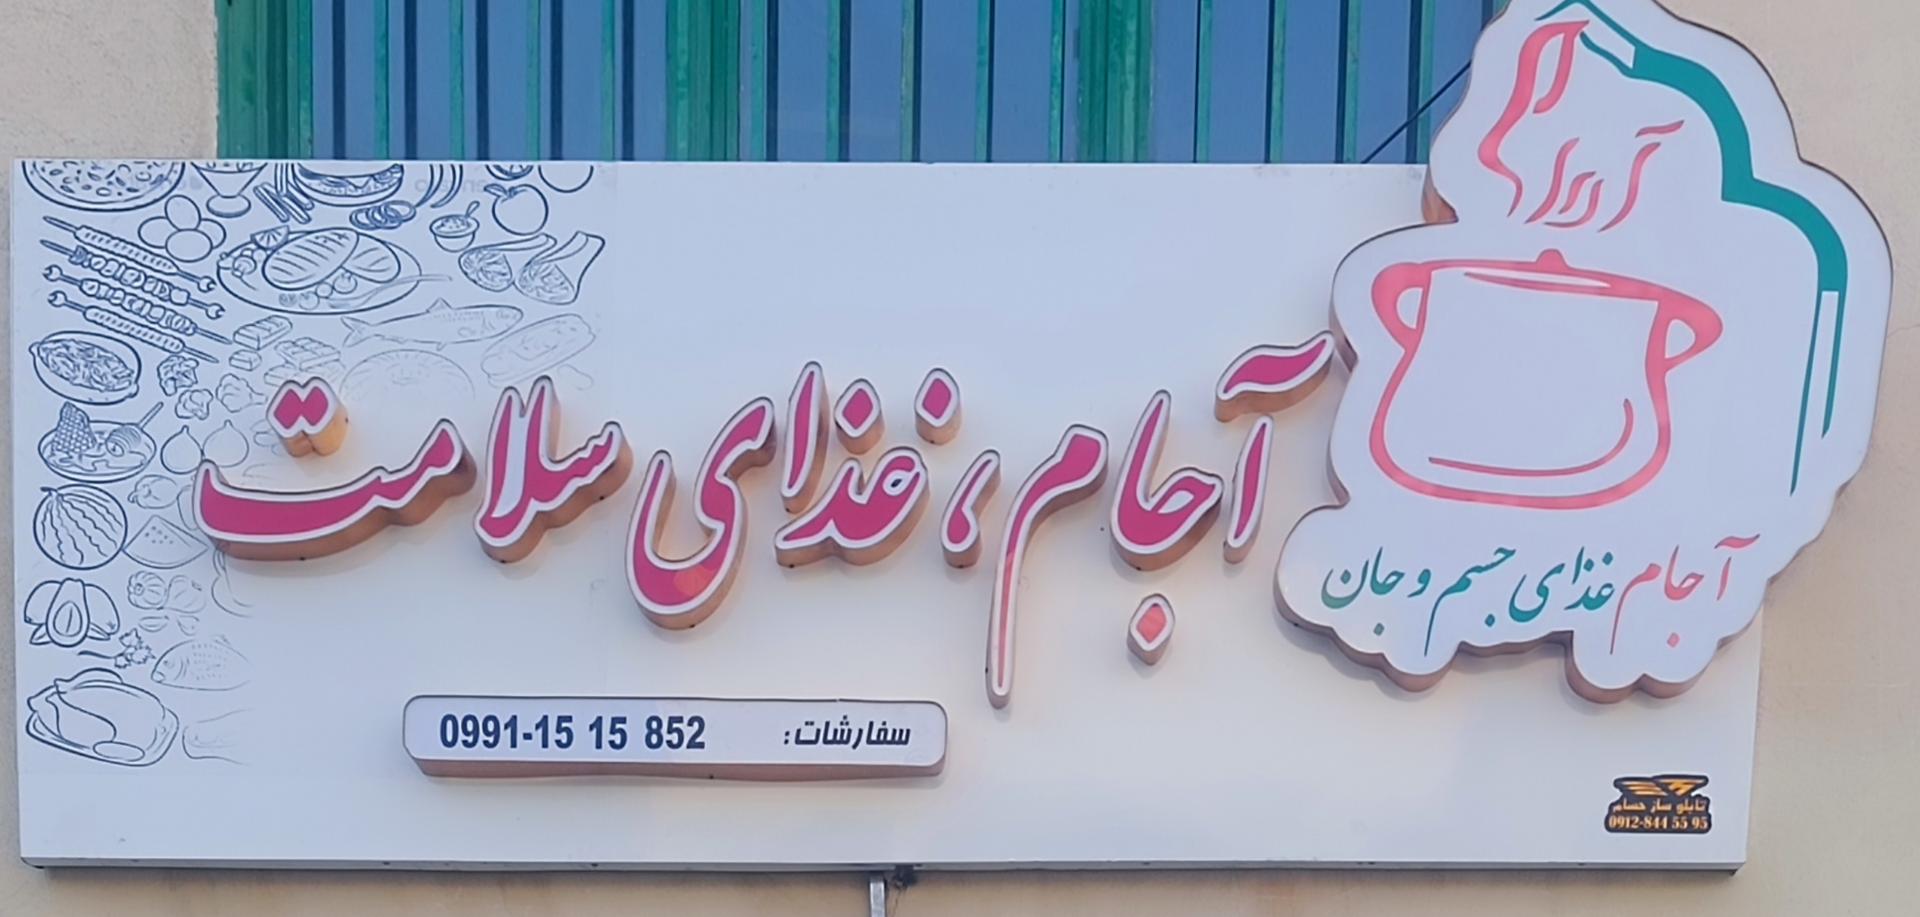 آجام غذای جسم و جان
آجام، غذای سلامت
سفارشات: 0991-15 15 852
تابلو ساز حسام
0912-844 55 95